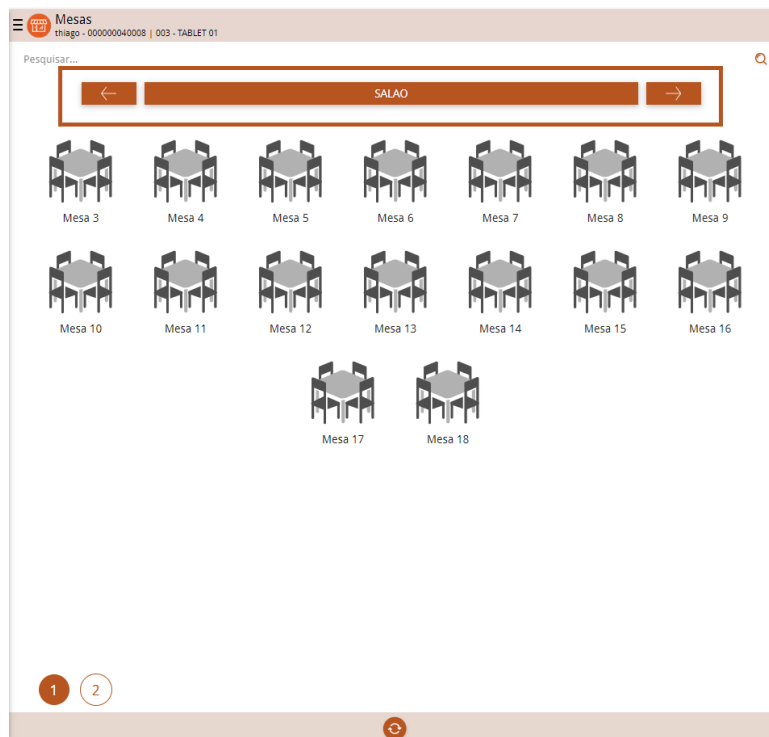 Mesas
thiago - 000000040008 | 003 - TABLET 01
Pesquisar...
SALAO
Mesa 3 Mesa 4 Mesa 5 Mesa 6 Mesa 7 Mesa 8 Mesa 9
Mesa 10 Mesa 11 Mesa 12 Mesa 13 Mesa 14 Mesa 15 Mesa 16
Mesa 17 Mesa 18
1 2